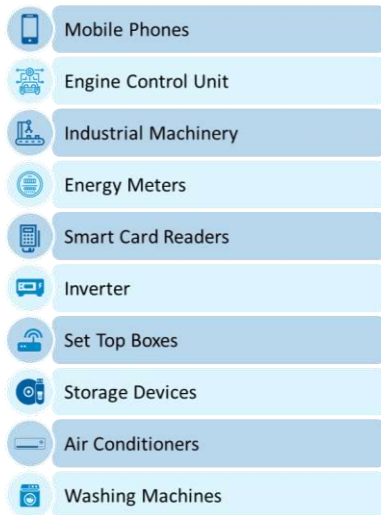 Mobile Phones
Engine Control Unit
Industrial Machinery
Energy Meters
Smart Card Readers
Inverter
Set Top Boxes
Storage Devices
Air Conditioners
Washing Machines